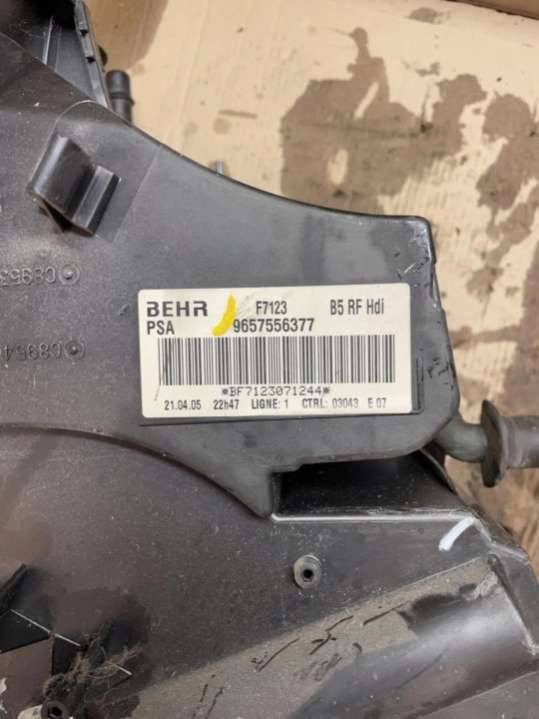 BEHR F7123 B5 RF Hdi
PSA 9657556377
*BF7123071244*
21.04.05 22h47 LIGNE: 1 CTRL: 03043 E 07